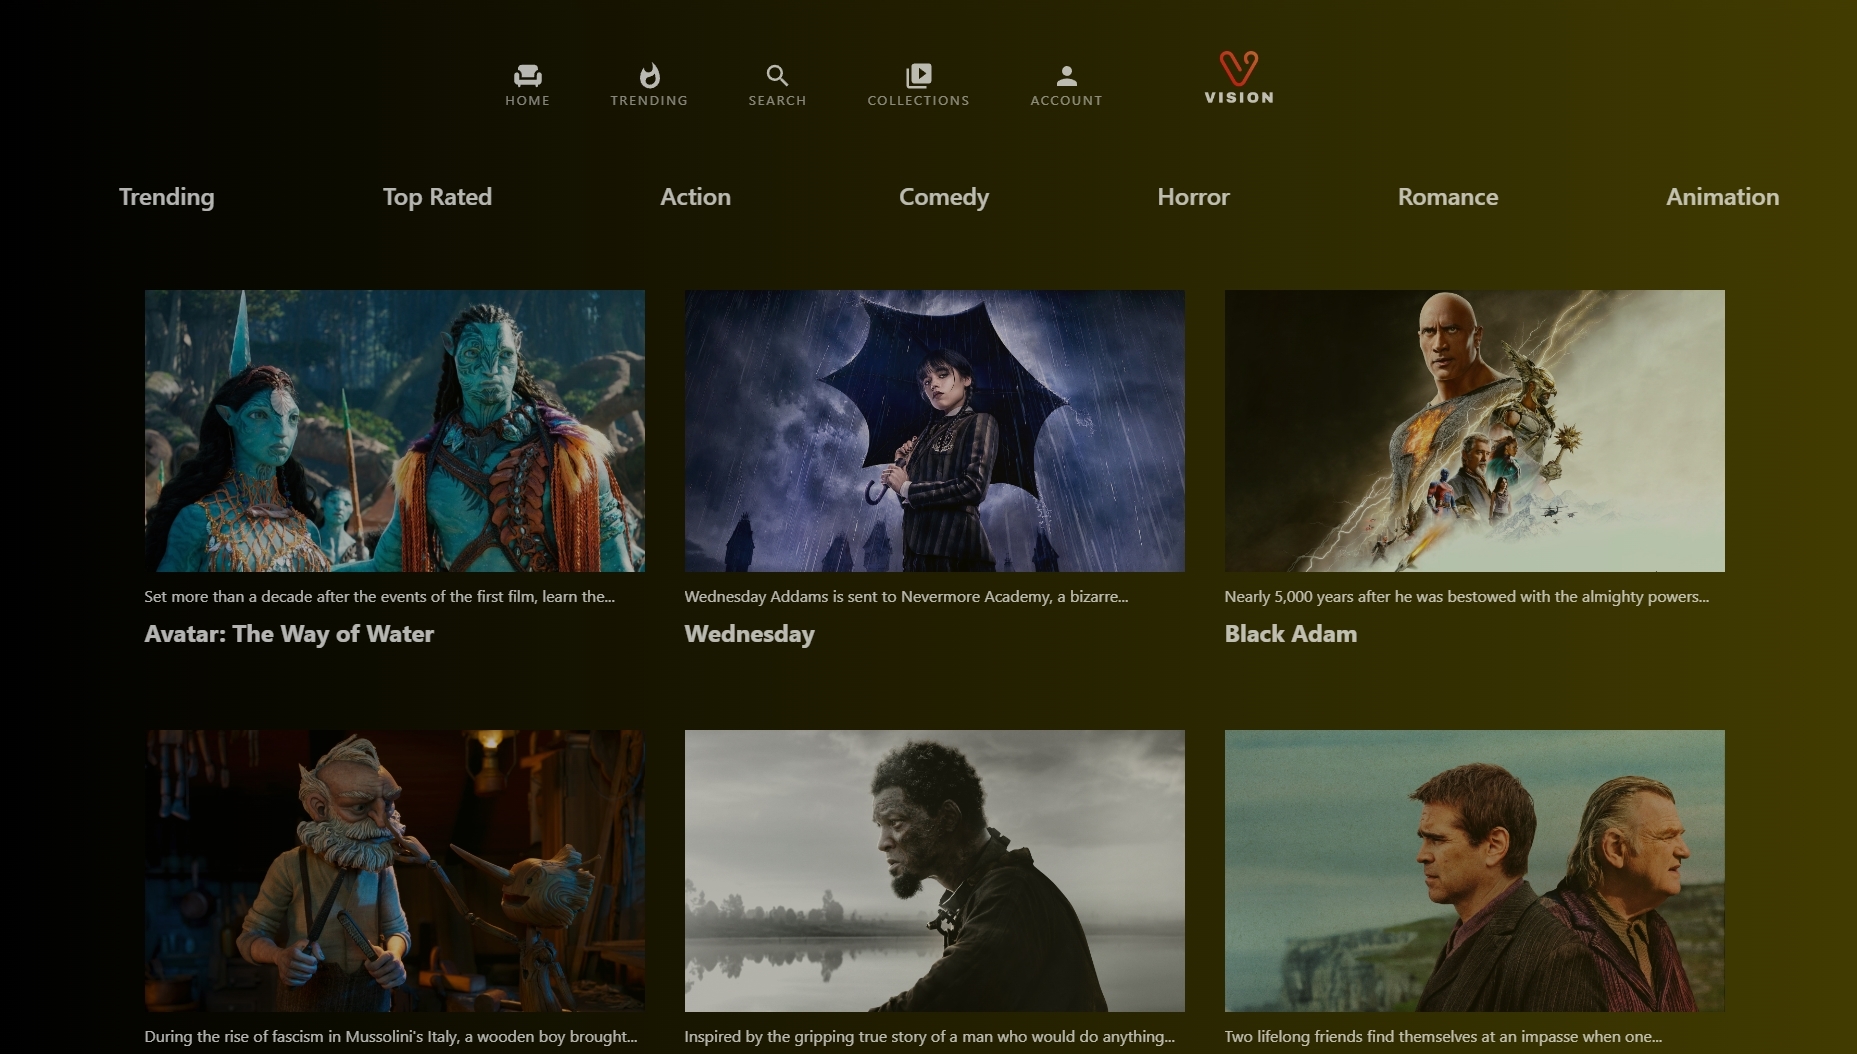 HOME
TRENDING
SEARCH
COLLECTIONS
ACCOUNT
VISION
Trending
Top Rated
Action
Comedy
Horror
Romance
Animation
Set more than a decade after the events of the first film, learn the...
Avatar: The Way of Water
Wednesday Addams is sent to Nevermore Academy, a bizarre...
Wednesday
Nearly 5,000 years after he was bestowed with the almighty powers...
Black Adam
During the rise of fascism in Mussolini's Italy, a wooden boy brought...
Inspired by the gripping true story of a man who would do anything...
Two lifelong friends find themselves at an impasse when one...